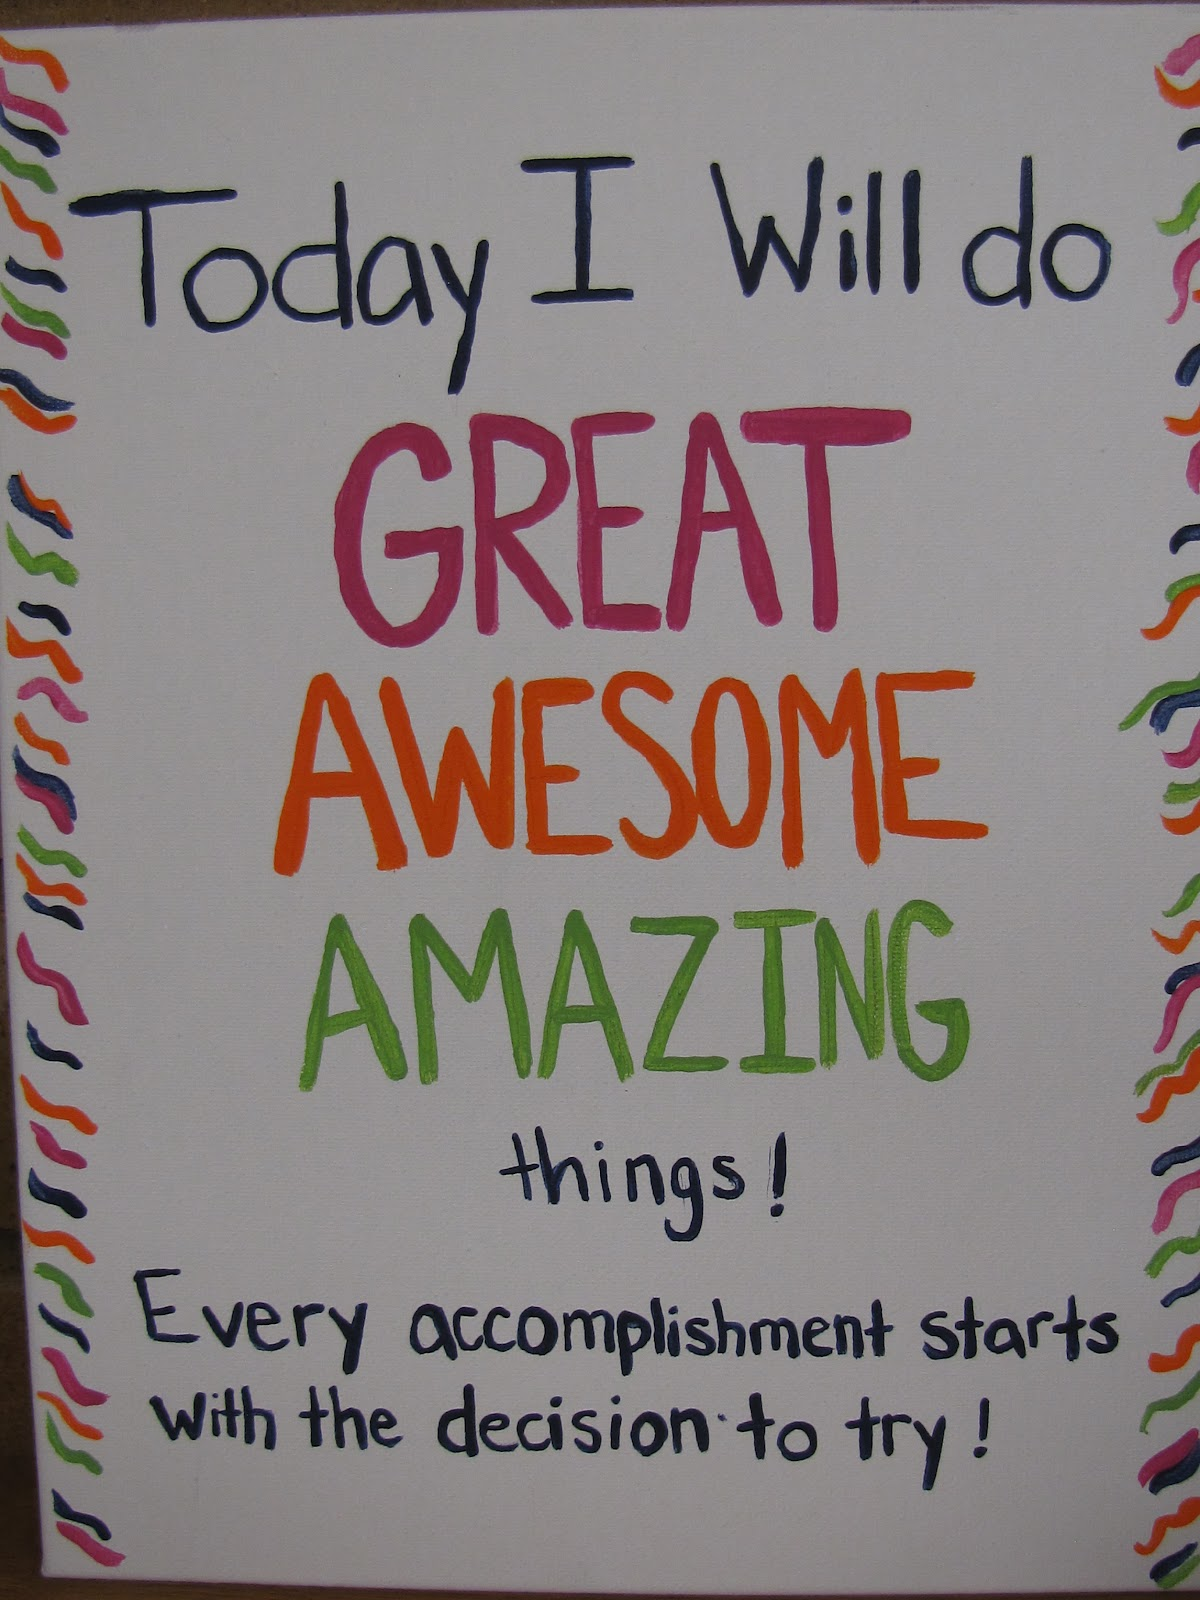 Today I Will do
GREAT
AWESOME
AMAZING
things!
Every accomplishment starts
with the decision to try!